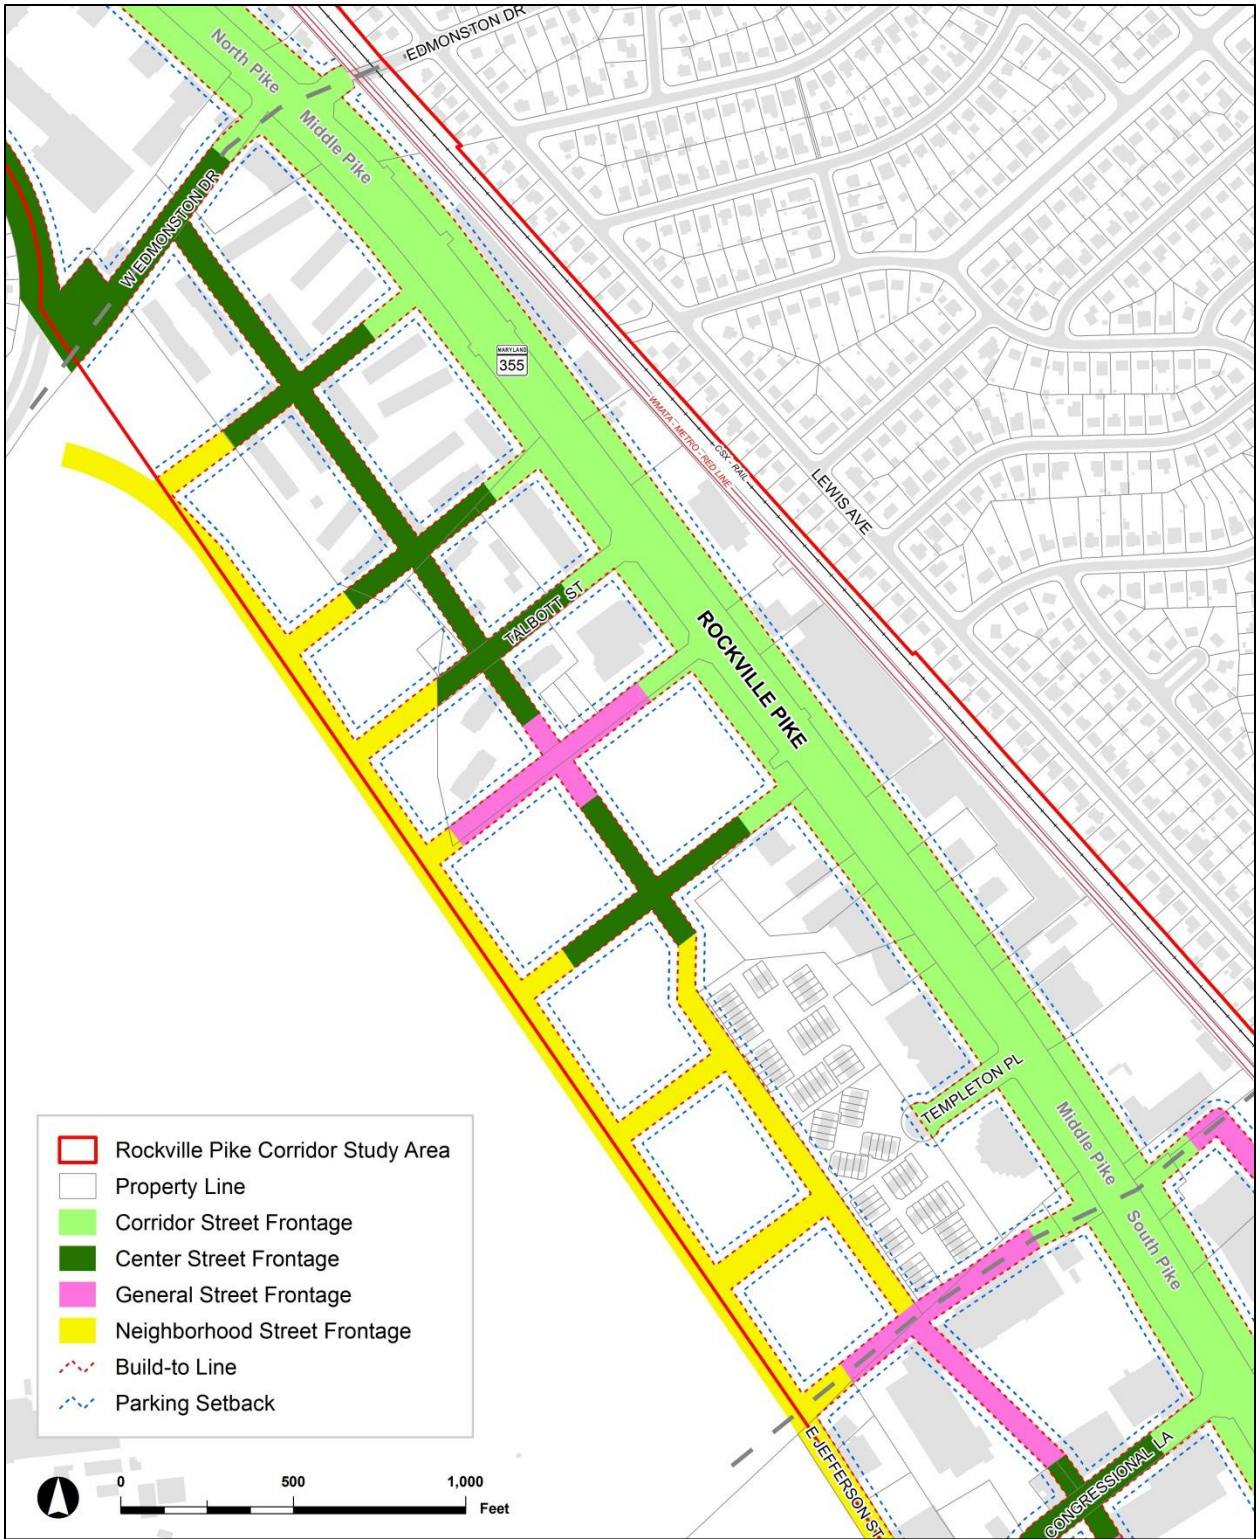 EDMONSTON DR
North Pike
Middle Pike
W EDMONSTON DR
MARYLAND
355
WMATA - METRO - RED LINE
CSX - RAIL
LEWIS AVE
TALBOTT ST
ROCKVILLE PIKE
TEMPLETON PL
Middle Pike
South Pike
E JEFFERSON ST
CONGRESSIONAL LA
Rockville Pike Corridor Study Area
Property Line
Corridor Street Frontage
Center Street Frontage
General Street Frontage
Neighborhood Street Frontage
Build-to Line
Parking Setback
0 500 1,000
Feet